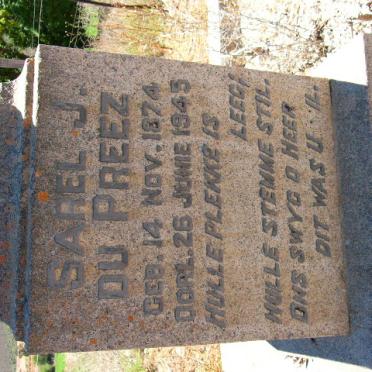 SAREL J.
DU PREEZ
GEB. 14 NOV. 1874
OORL. 26 JUNIE 1945
HULLE PLEKKE IS
LEEG,
HULLE STEMME STIL
ONS SWYG O HEER
DIT WAS U WIL.